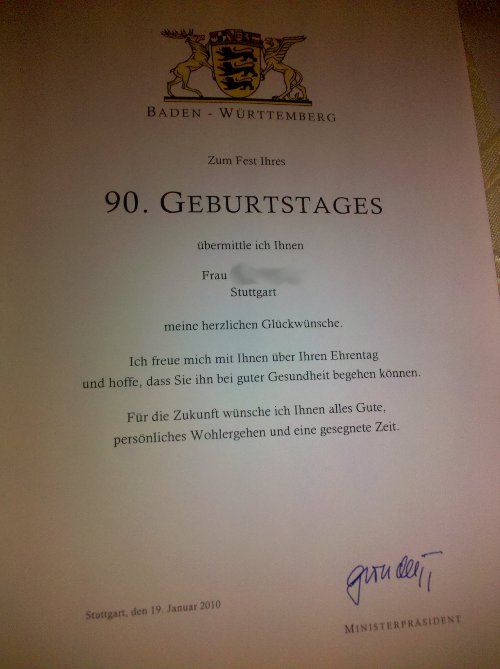 BADEN - WÜRTTEMBERG
Zum Fest Ihres
90. GEBURTSTAGES
übermittle ich Ihnen
Frau
Stuttgart
meine herzlichen Glückwünsche.
Ich freue mich mit Ihnen über Ihren Ehrentag
und hoffe, dass Sie ihn bei guter Gesundheit begehen können.
Für die Zukunft wünsche ich Ihnen alles Gute,
persönliches Wohlergehen und eine gesegnete Zeit.
Stuttgart, den 19. Januar 2010
MINISTERPRÄSIDENT